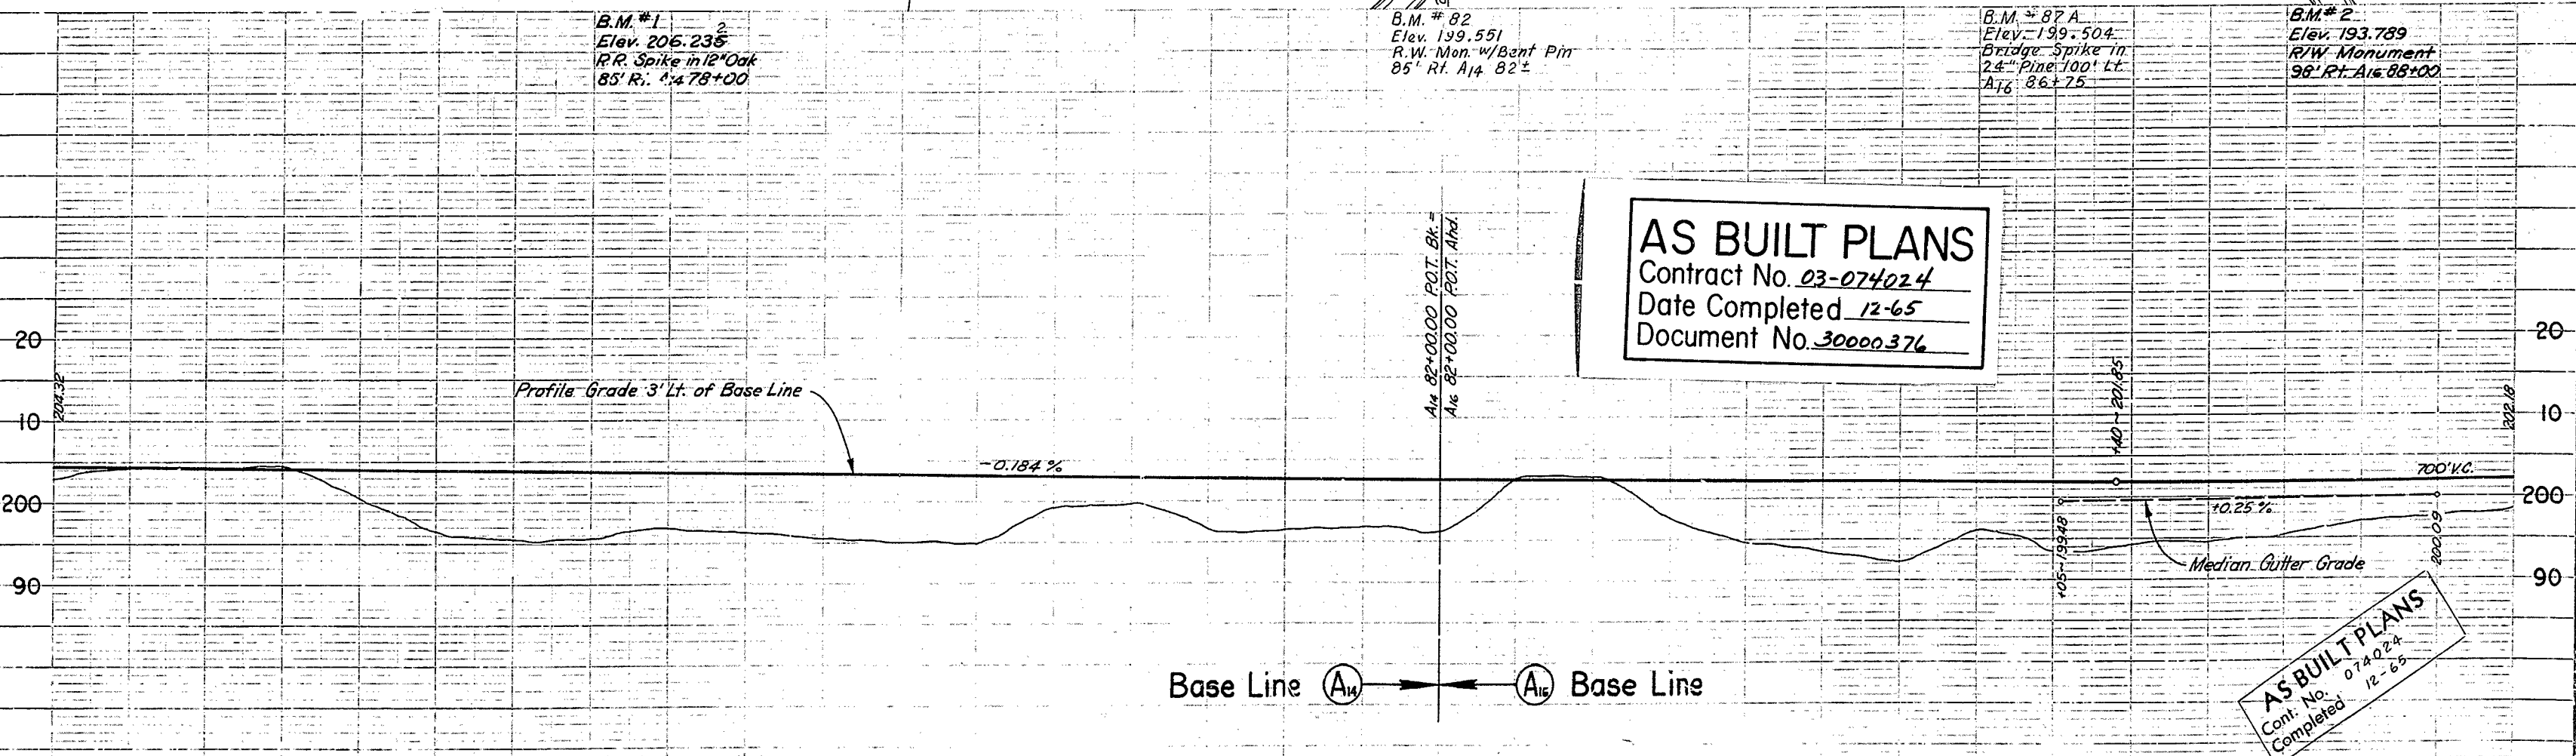 B.M. #1
Elev. 206.235
2
R.R. Spike in 12" Oak
85' Rt. A14 78+00
B.M. # 82
Elev. 199.551
R.W. Mon. w/Bent Pin
85' Rt. A14 82±
B.M. # 87 A
Elev. 199.504
Bridge Spike in
24" Pine 100' Lt.
A16 86+75
B.M. # 2
Elev. 193.789
R/W Monument
98' Rt. A16 88+00
AS BUILT PLANS
Contract No. 03-074024
Date Completed 12-65
Document No. 30000376
A14 82+00.00 P.O.T. Bk. =
A16 82+00.00 P.O.T. Ahd.
20
20
204.32
Profile Grade 3' Lt. of Base Line
+40~201.85
202.18
10
10
-0.184 %
700' V.C.
200
200
+0.25 %
+05~199.48
200.09
Median Gutter Grade
90
90
Base Line A14
A16 Base Line
AS BUILT PLANS
Cont. No. 074024
Completed 12-65